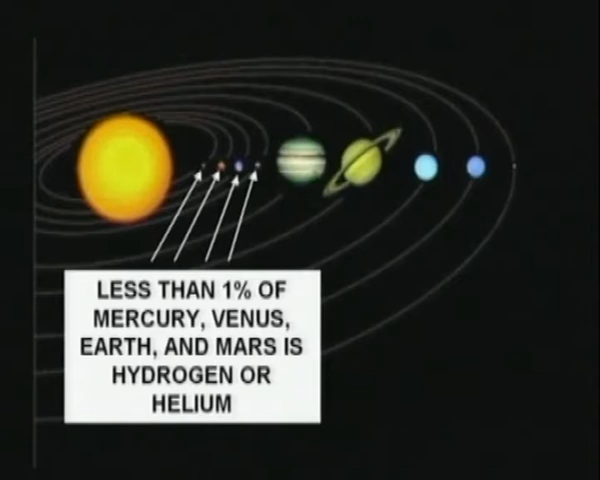 LESS THAN 1% OF
MERCURY, VENUS,
EARTH, AND MARS IS
HYDROGEN OR
HELIUM